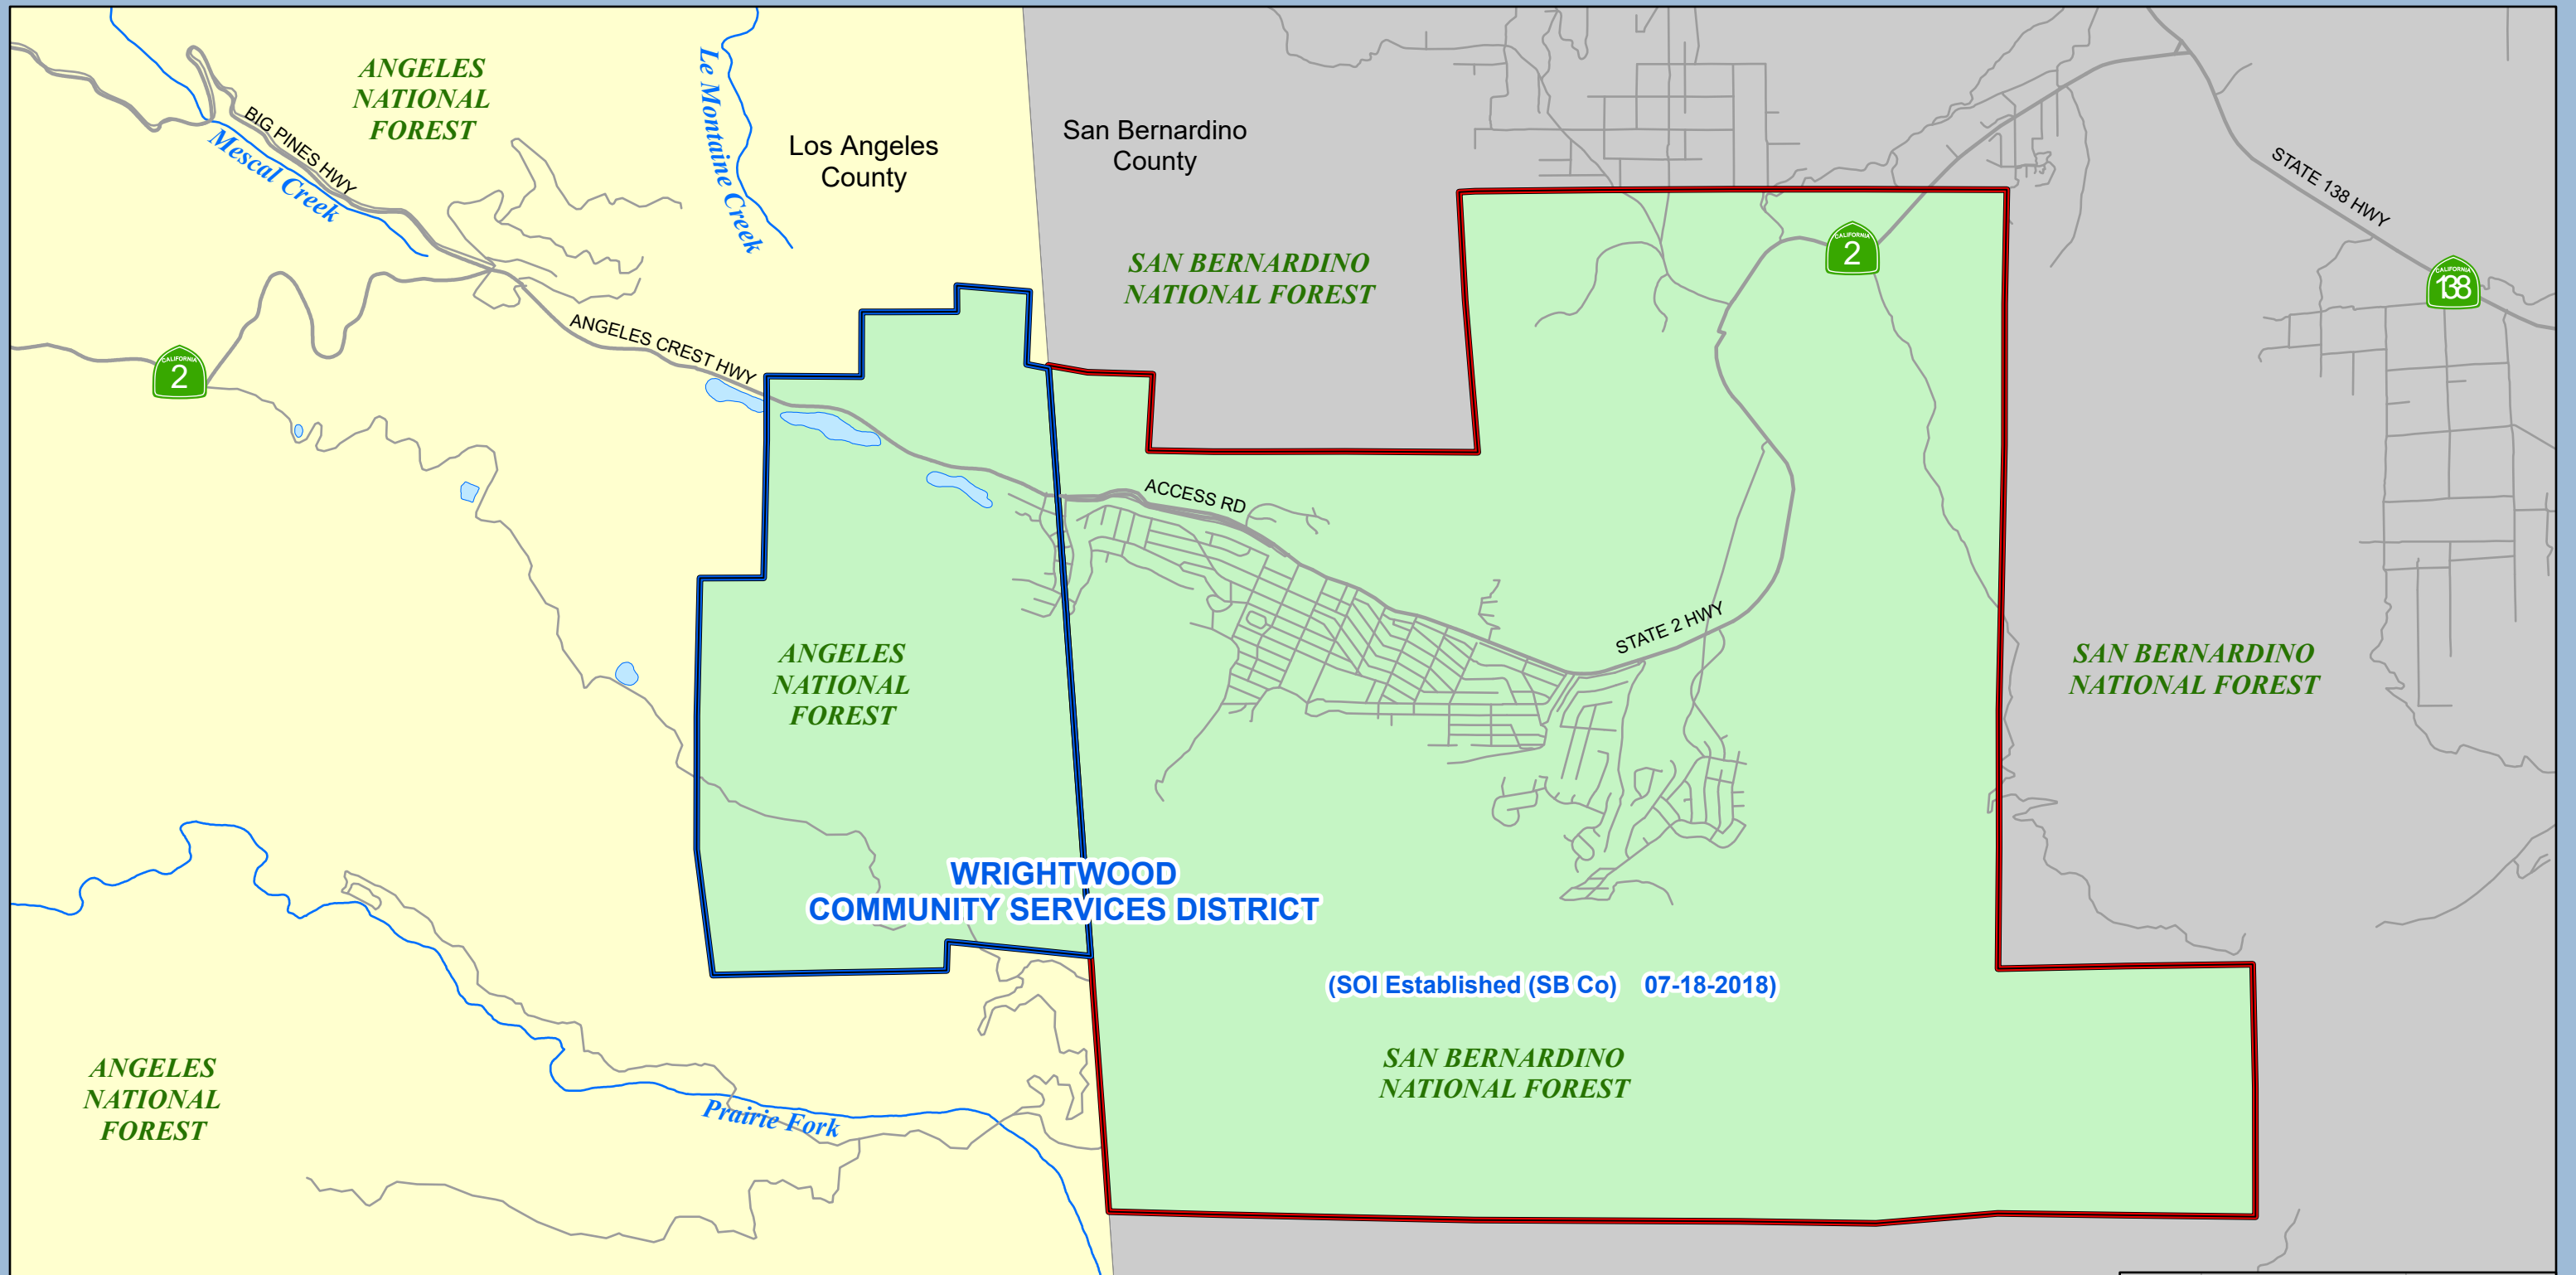 ANGELES
NATIONAL
FOREST
BIG PINES HWY
Mescal Creek
Le Montaine Creek
Los Angeles
County
San Bernardino
County
STATE 138 HWY
CALIFORNIA
2
CALIFORNIA
138
SAN BERNARDINO
NATIONAL FOREST
ANGELES CREST HWY
CALIFORNIA
2
ACCESS RD
STATE 2 HWY
ANGELES
NATIONAL
FOREST
SAN BERNARDINO
NATIONAL FOREST
WRIGHTWOOD
COMMUNITY SERVICES DISTRICT
(SOI Established (SB Co) 07-18-2018)
SAN BERNARDINO
NATIONAL FOREST
ANGELES
NATIONAL
FOREST
Prairie Fork